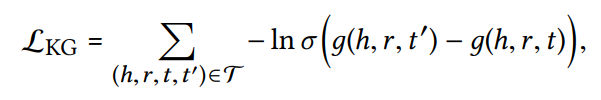 ℒ_KG = ∑_{(h,r,t,t′)∈𝒯} −ln σ(g(h, r, t′) − g(h, r, t)),